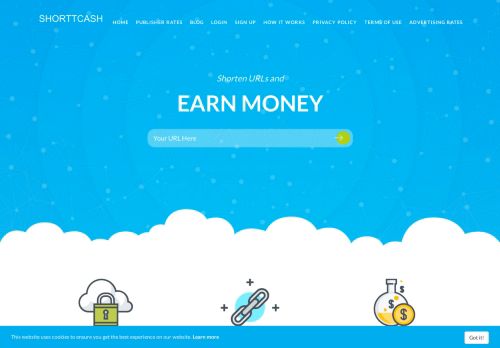 SHORTTCASH
HOME PUBLISHER RATES BLOG LOGIN SIGN UP HOW IT WORKS PRIVACY POLICY TERMS OF USE ADVERTISING RATES
Shorten URLs and
EARN MONEY
Your URL Here
$
$
This website uses cookies to ensure you get the best experience on our website. Learn more
Got it!